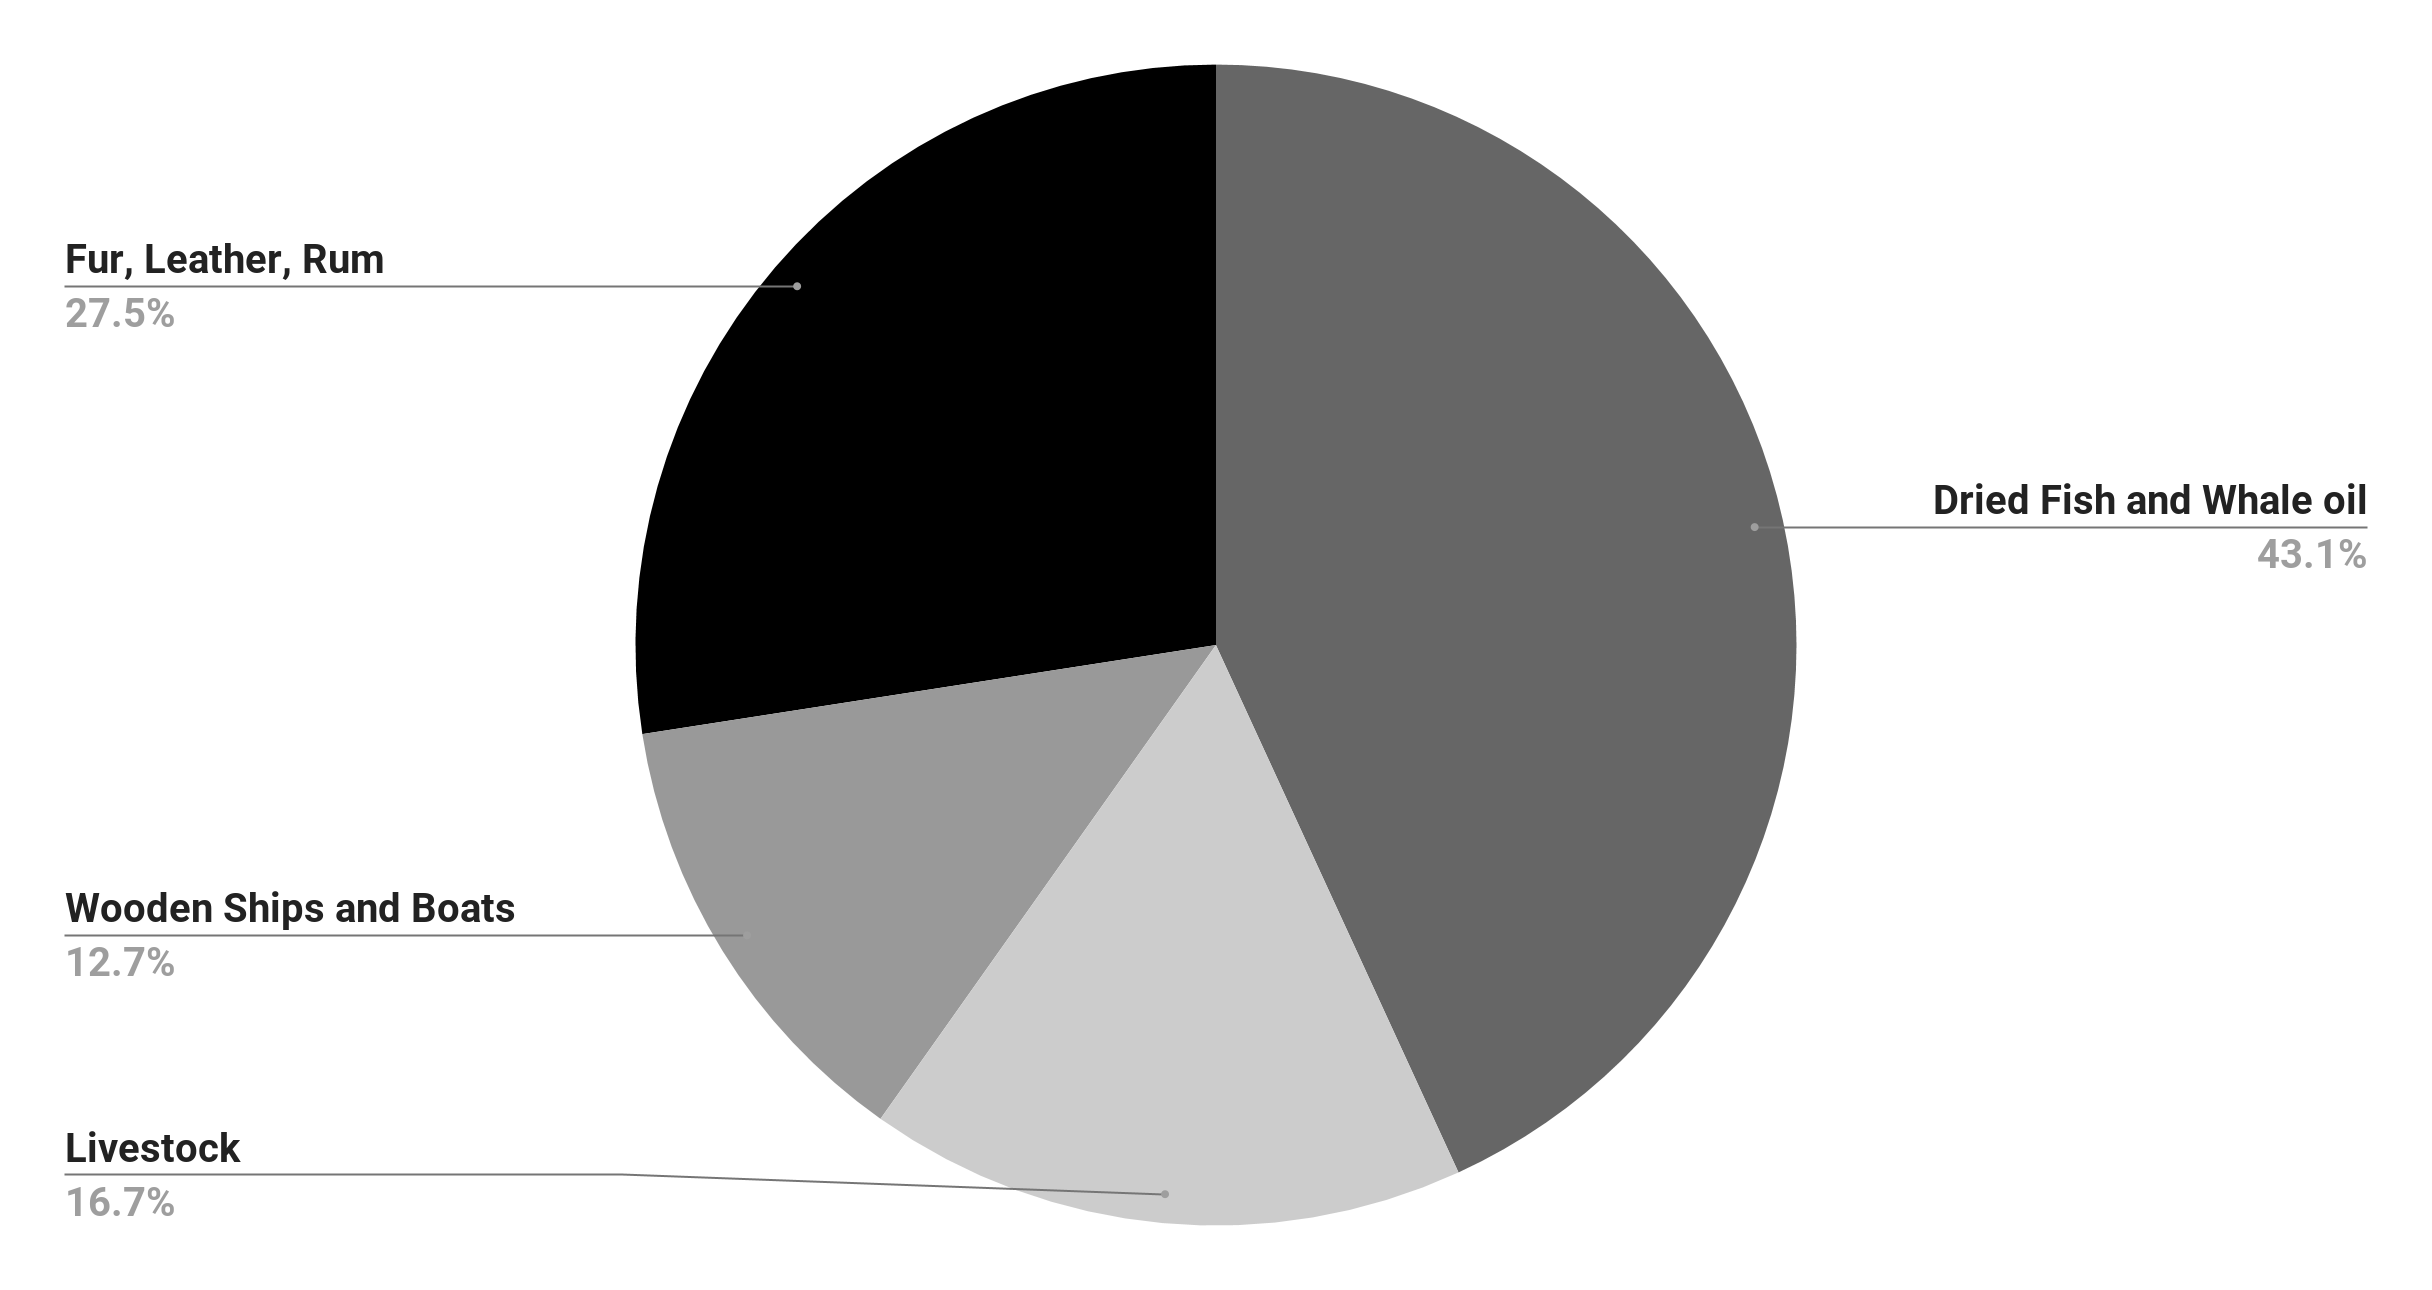 Fur, Leather, Rum
27.5%
Dried Fish and Whale oil
43.1%
Wooden Ships and Boats
12.7%
Livestock
16.7%